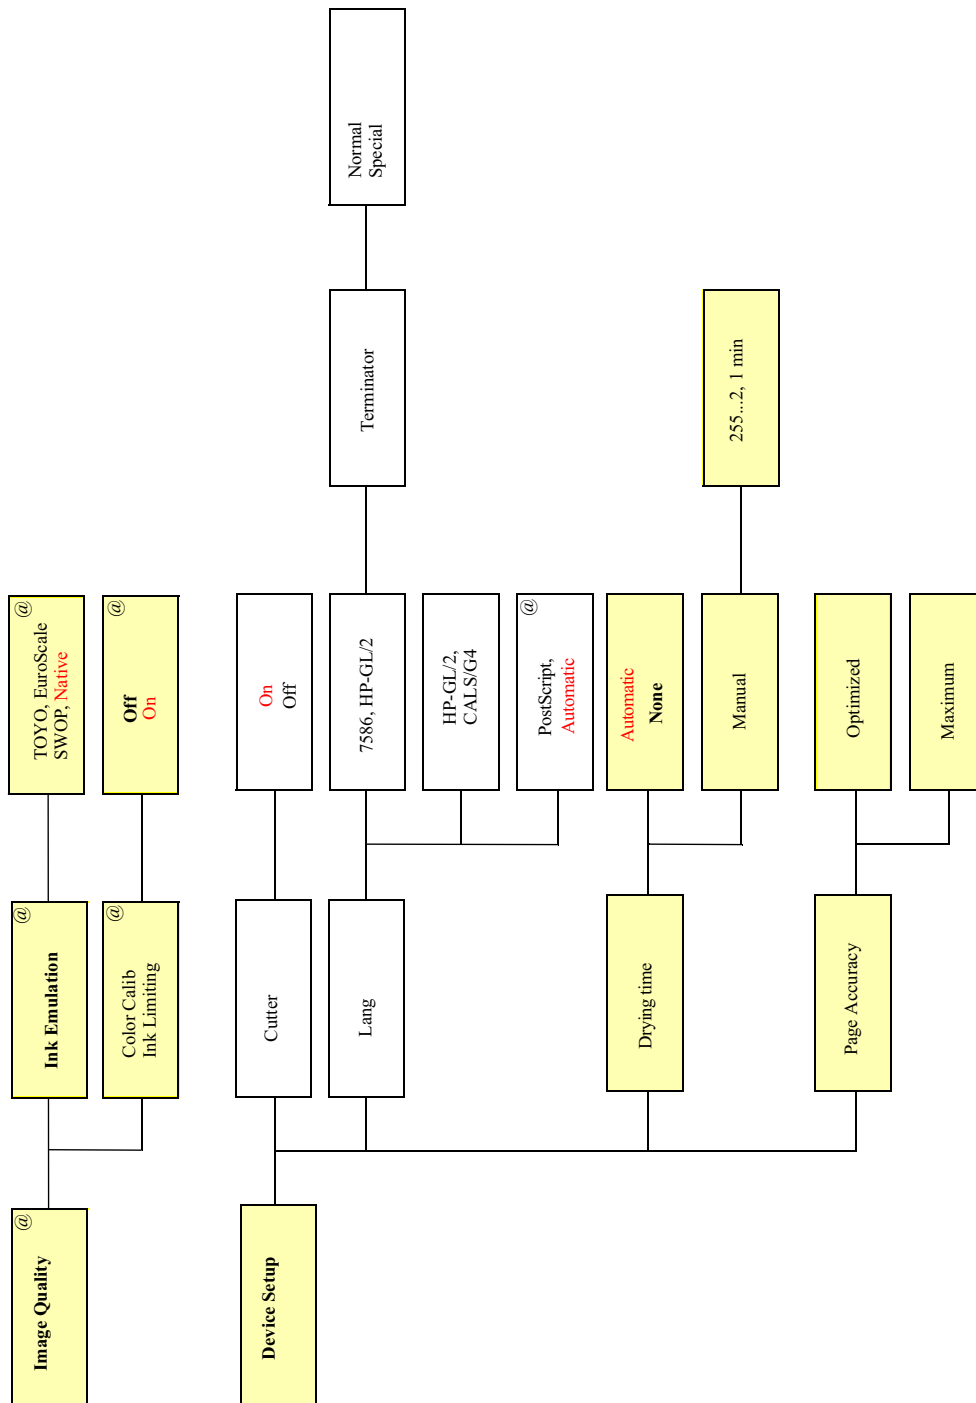 @
Image Quality
@
Ink Emulation
@
TOYO, EuroScale
SWOP, Native
@
Color Calib
Ink Limiting
@
Off
On
Device Setup
Cutter
On
Off
Lang
7586, HP-GL/2
Terminator
Normal
Special
HP-GL/2,
CALS/G4
@
PostScript,
Automatic
Drying time
Automatic
None
Manual
255...2, 1 min
Page Accuracy
Optimized
Maximum